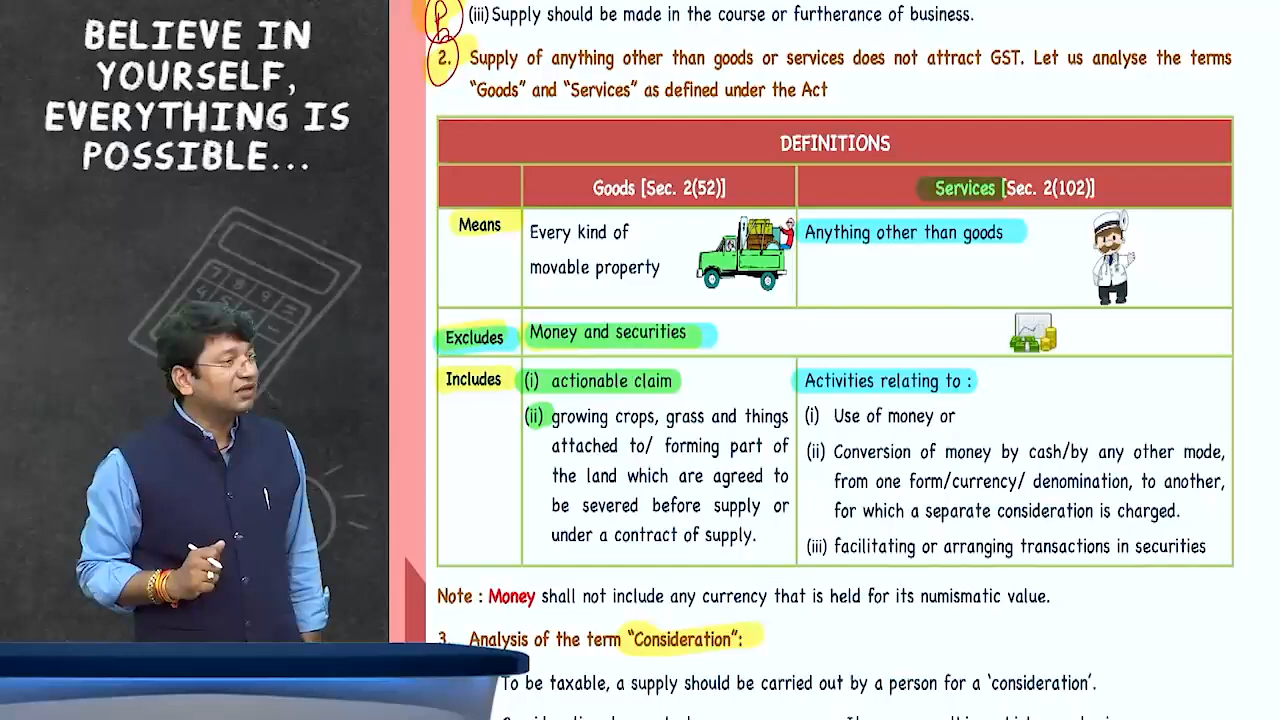 BELIEVE IN
YOURSELF,
EVERYTHING IS
POSSIBLE...
(iii) Supply should be made in the course or furtherance of business.
2. Supply of anything other than goods or services does not attract GST. Let us analyse the terms
“Goods” and “Services” as defined under the Act
DEFINITIONS
Goods [Sec. 2(52)]
Services [Sec. 2(102)]
Means
Every kind of
movable property
Anything other than goods
Excludes
Money and securities
Includes
(i) actionable claim
(ii) growing crops, grass and things
attached to/ forming part of
the land which are agreed to
be severed before supply or
under a contract of supply.
Activities relating to :
(i) Use of money or
(ii) Conversion of money by cash/by any other mode,
from one form/currency/ denomination, to another,
for which a separate consideration is charged.
(iii) facilitating or arranging transactions in securities
Note : Money shall not include any currency that is held for its numismatic value.
3. Analysis of the term “Consideration”:
To be taxable, a supply should be carried out by a person for a ‘consideration’.